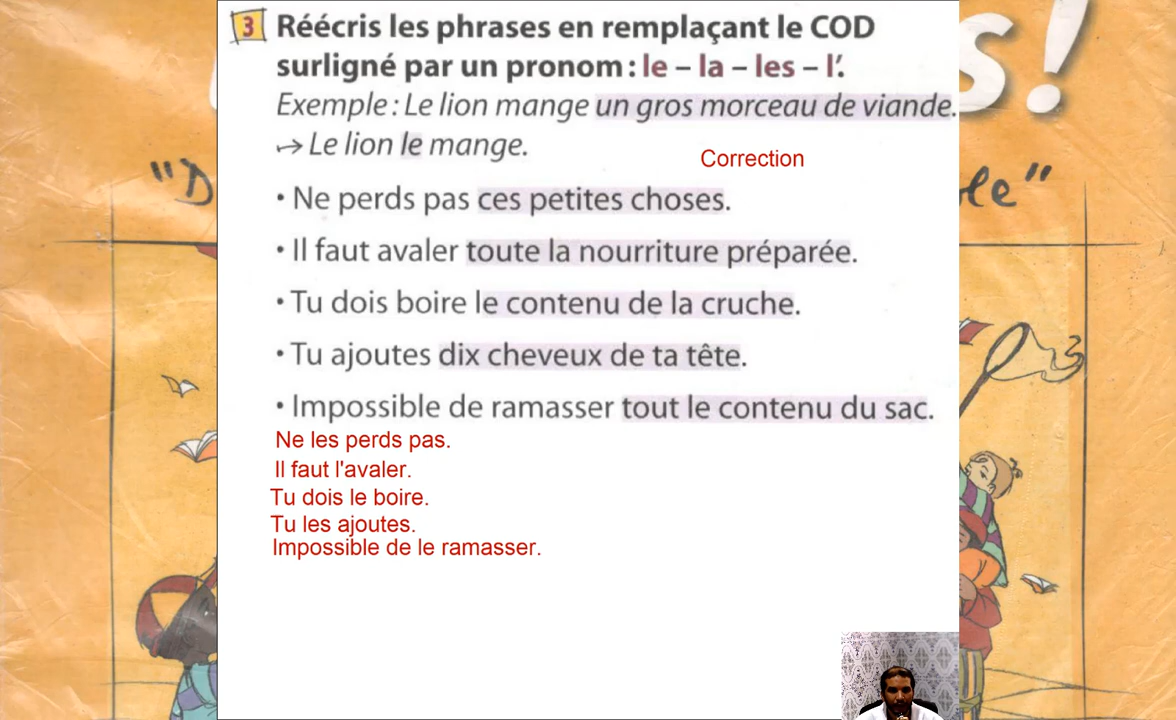 s!
"D
le"
3 Réécris les phrases en remplaçant le COD
surligné par un pronom : le – la – les – l'.
Exemple : Le lion mange un gros morceau de viande.
↦ Le lion le mange.
Correction
• Ne perds pas ces petites choses.
• Il faut avaler toute la nourriture préparée.
• Tu dois boire le contenu de la cruche.
• Tu ajoutes dix cheveux de ta tête.
• Impossible de ramasser tout le contenu du sac.
Ne les perds pas.
Il faut l'avaler.
Tu dois le boire.
Tu les ajoutes.
Impossible de le ramasser.